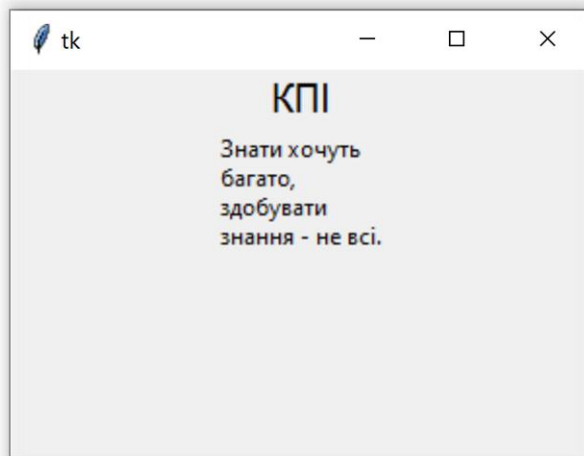 tk
КПІ
Знати хочуть
багато,
здобувати
знання - не всі.